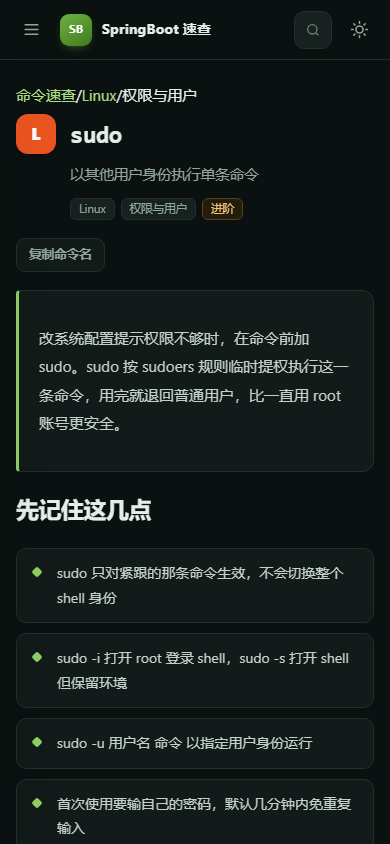 SB SpringBoot 速查
命令速查/Linux/权限与用户
L sudo
以其他用户身份执行单条命令
Linux 权限与用户 进阶
复制命令名
改系统配置提示权限不够时，在命令前加
sudo。sudo 按 sudoers 规则临时提权执行这一
条命令，用完就退回普通用户，比一直用 root
账号更安全。
先记住这几点
sudo 只对紧跟的那条命令生效，不会切换整个
shell 身份
sudo -i 打开 root 登录 shell，sudo -s 打开 shell
但保留环境
sudo -u 用户名 命令 以指定用户身份运行
首次使用要输自己的密码，默认几分钟内免重复
输入